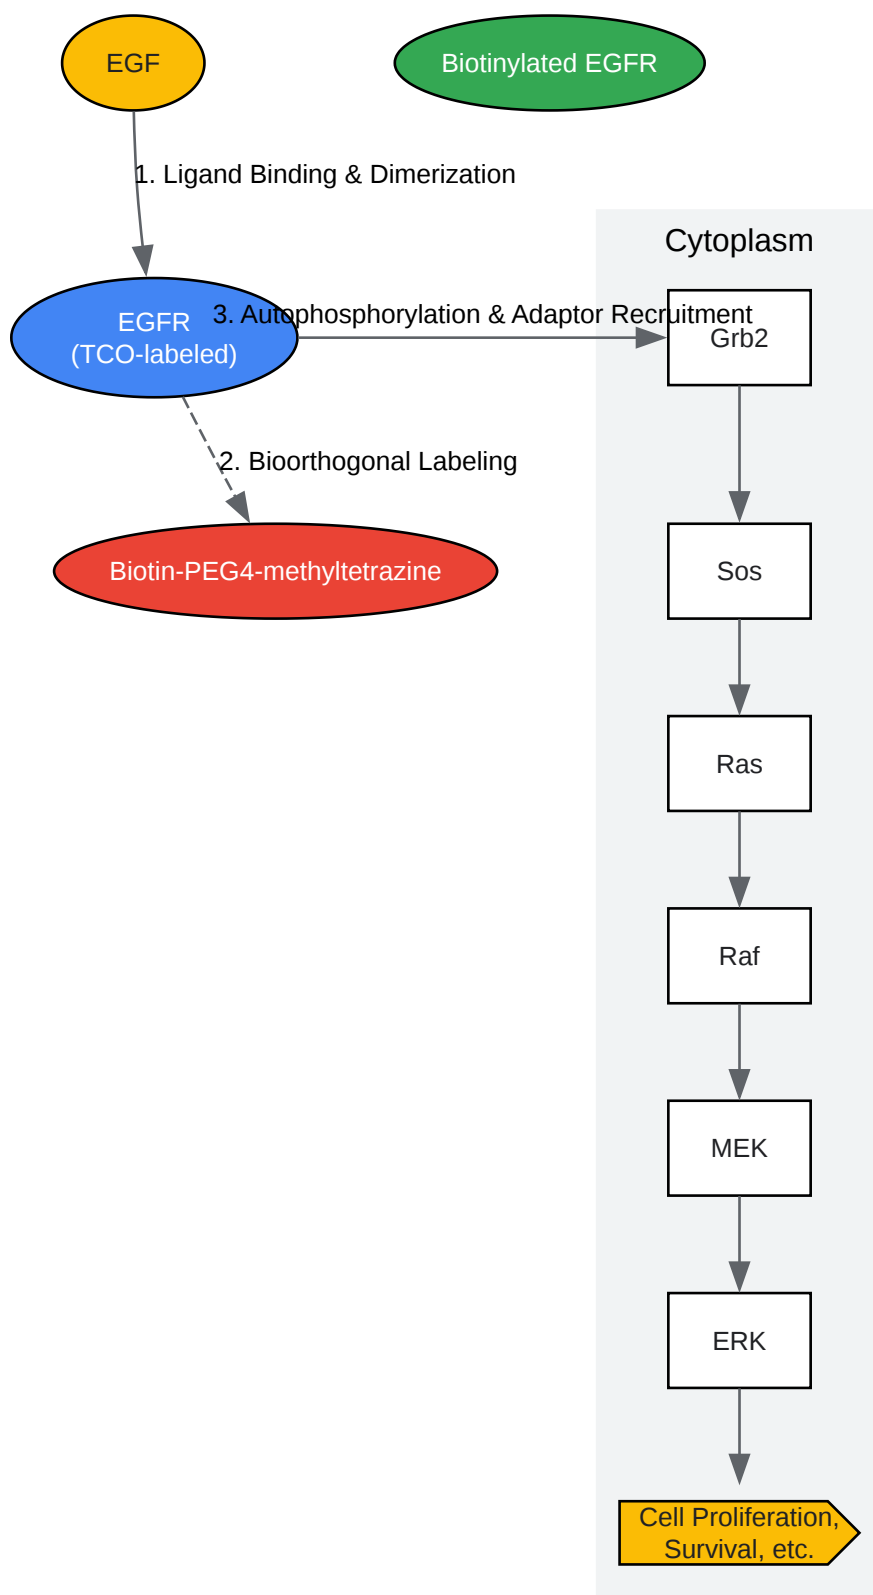 EGF
Biotinylated EGFR
1. Ligand Binding & Dimerization
Cytoplasm
EGFR
(TCO-labeled)
3. Autophosphorylation & Adaptor Recruitment
Grb2
2. Bioorthogonal Labeling
Biotin-PEG4-methyltetrazine
Sos
Ras
Raf
MEK
ERK
Cell Proliferation,
Survival, etc.